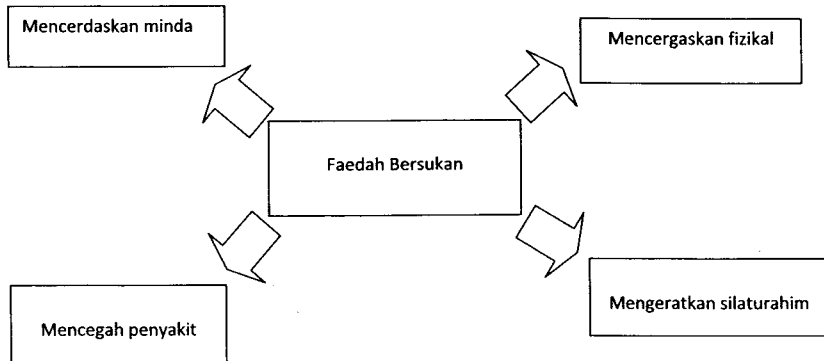 Mencerdaskan minda
Mencergaskan fizikal
Faedah Bersukan
Mencegah penyakit
Mengeratkan silaturahim